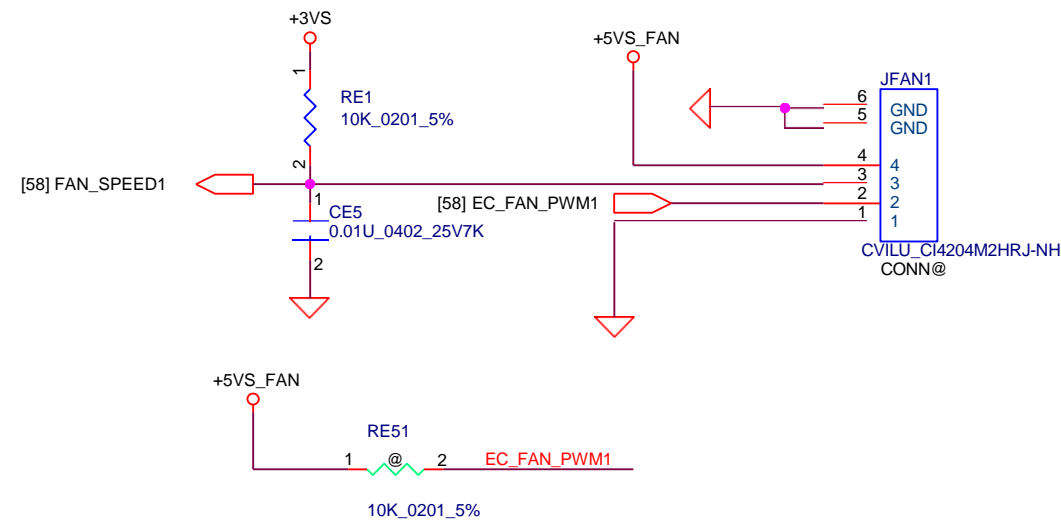 +3VS
1
RE1
10K_0201_5%
2
[58] FAN_SPEED1
1
CE5
0.01U_0402_25V7K
2
+5VS_FAN
JFAN1
6
GND
5
GND
4
4
3
3
2
2
1
1
[58] EC_FAN_PWM1
CVILU_CI4204M2HRJ-NH
CONN@
+5VS_FAN
RE51
1
@
2
EC_FAN_PWM1
10K_0201_5%